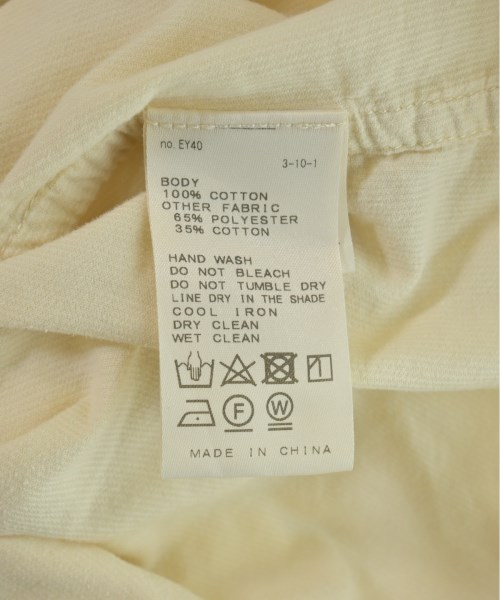 no. EY40
3-10-1
BODY
100% COTTON
OTHER FABRIC
65% POLYESTER
35% COTTON
HAND WASH
DO NOT BLEACH
DO NOT TUMBLE DRY
LINE DRY IN THE SHADE
COOL IRON
DRY CLEAN
WET CLEAN
F W
MADE IN CHINA